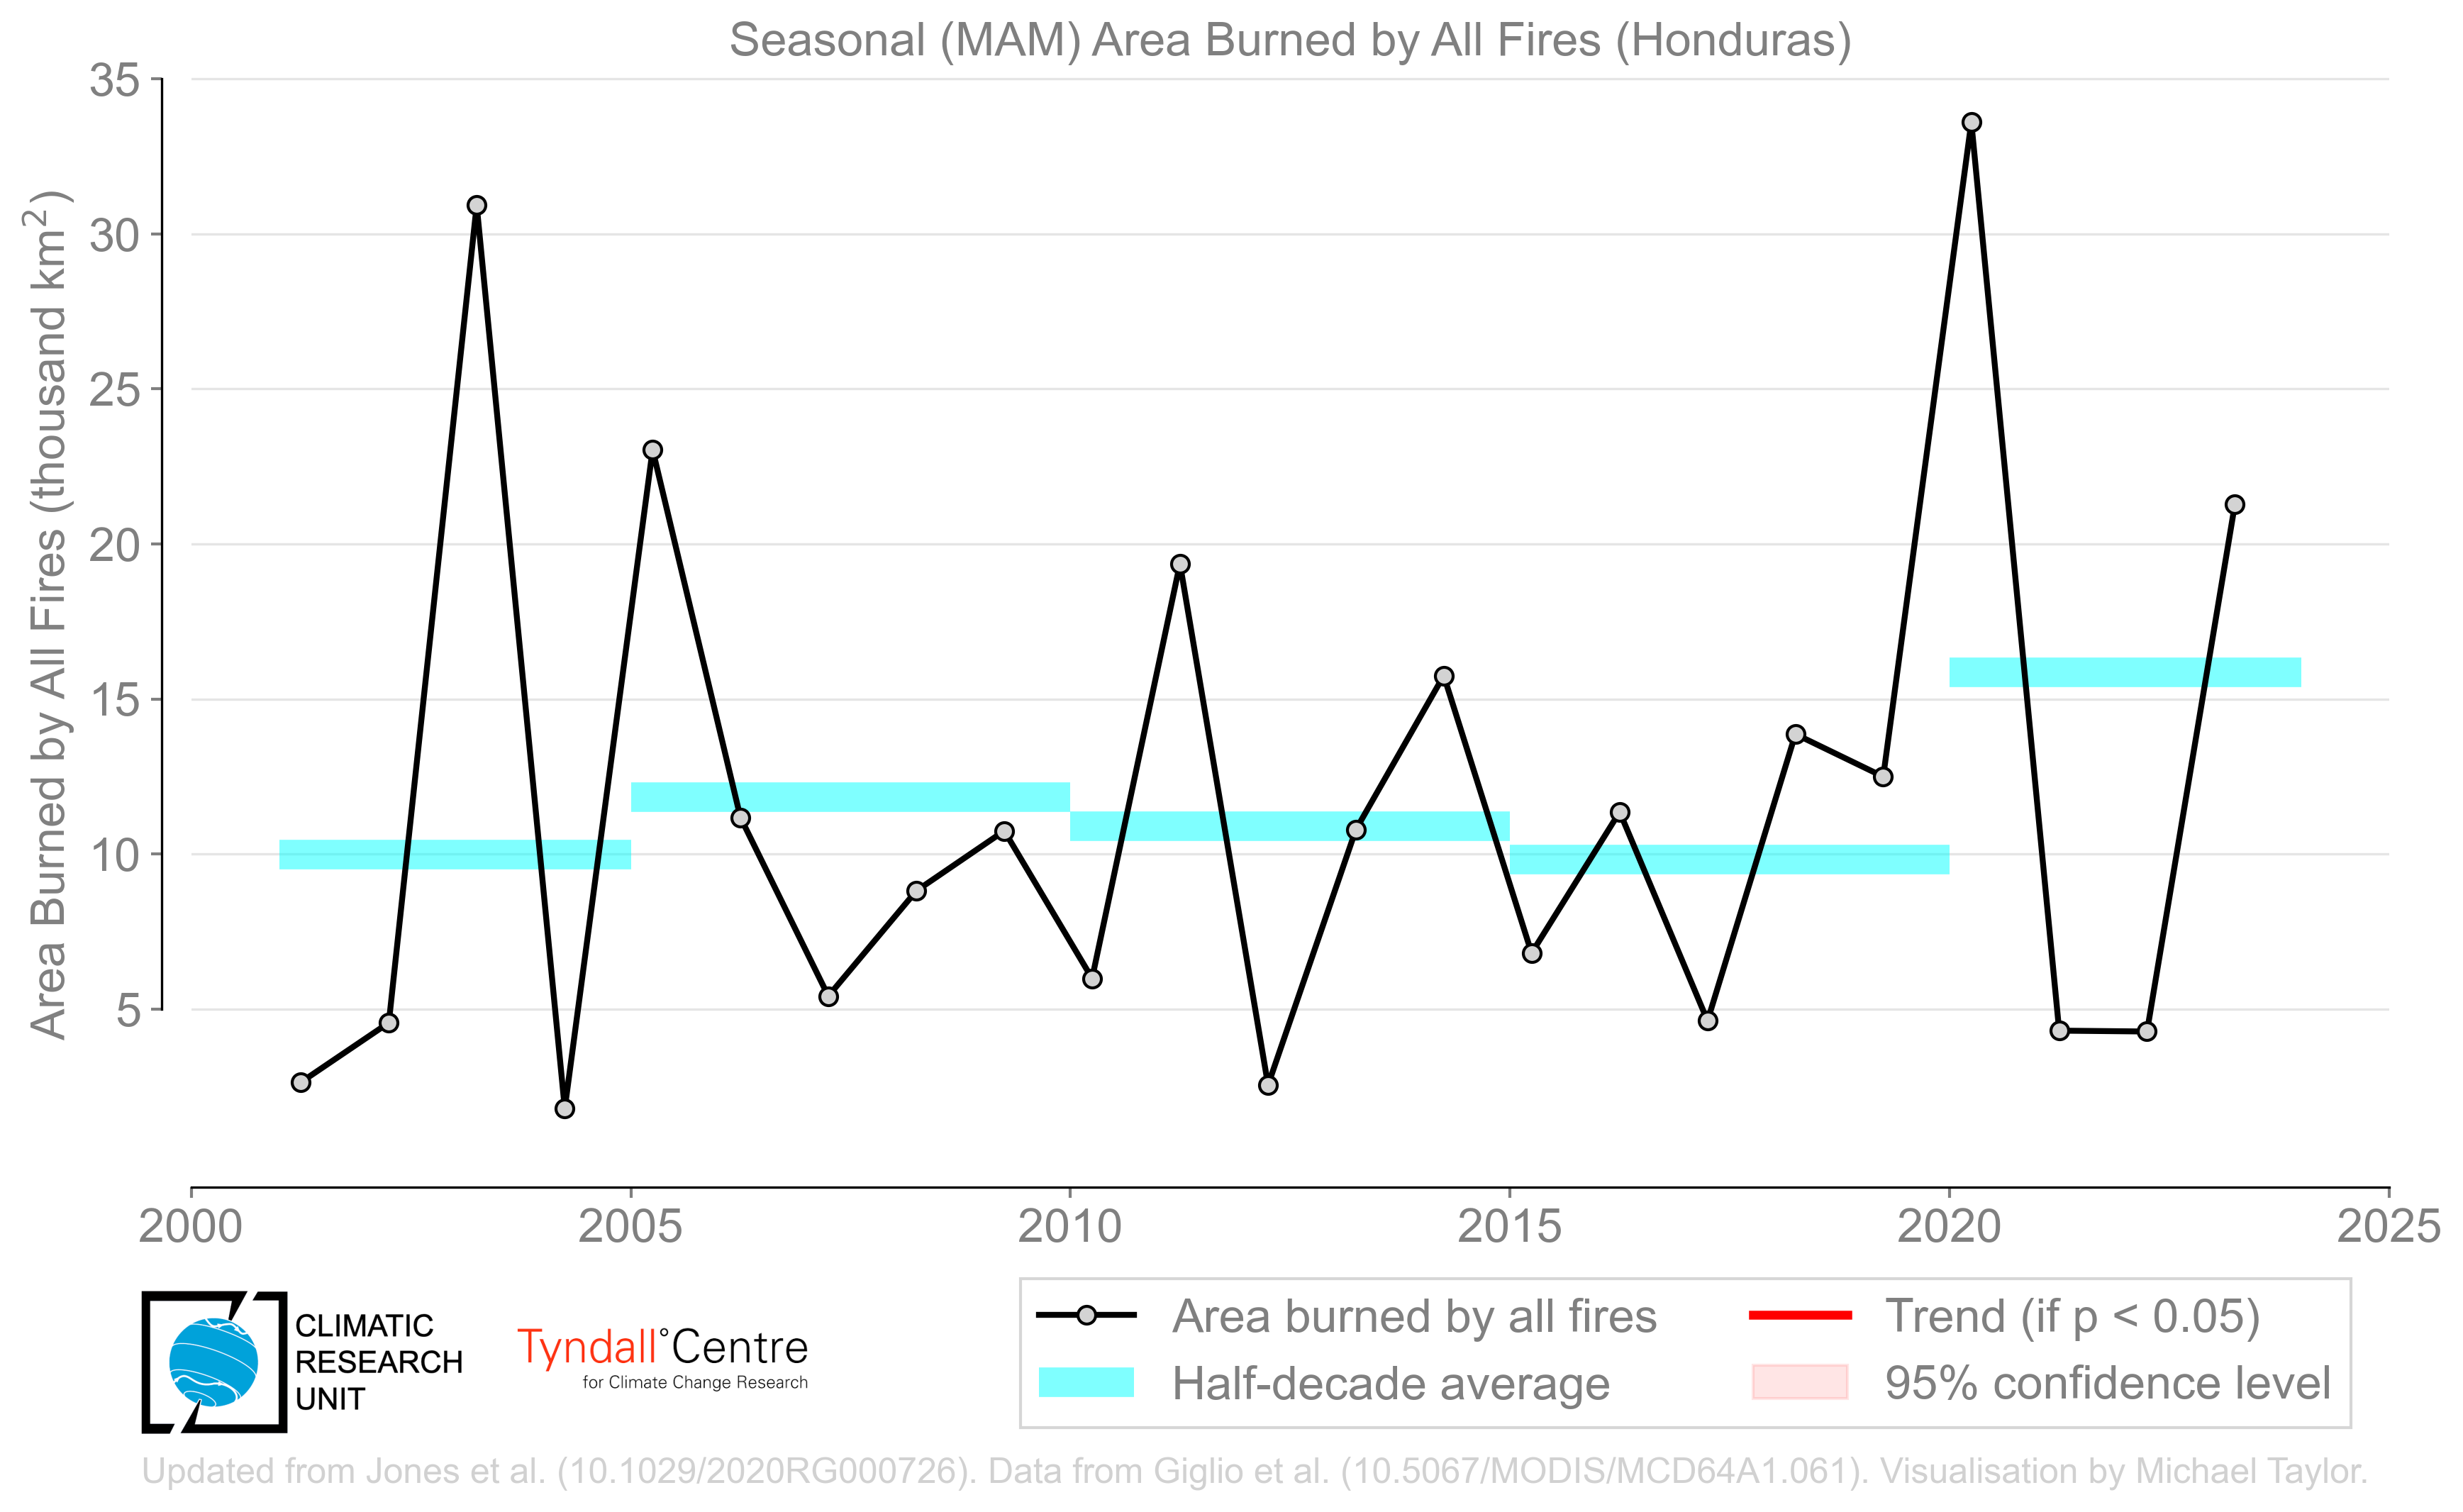 Seasonal (MAM) Area Burned by All Fires (Honduras)
Area Burned by All Fires (thousand km²)
35
30
25
20
15
10
5
2000 2005 2010 2015 2020 2025
CLIMATIC
RESEARCH
UNIT
Tyndall°Centre
for Climate Change Research
Area burned by all fires
Half-decade average
Trend (if p < 0.05)
95% confidence level
Updated from Jones et al. (10.1029/2020RG000726). Data from Giglio et al. (10.5067/MODIS/MCD64A1.061). Visualisation by Michael Taylor.